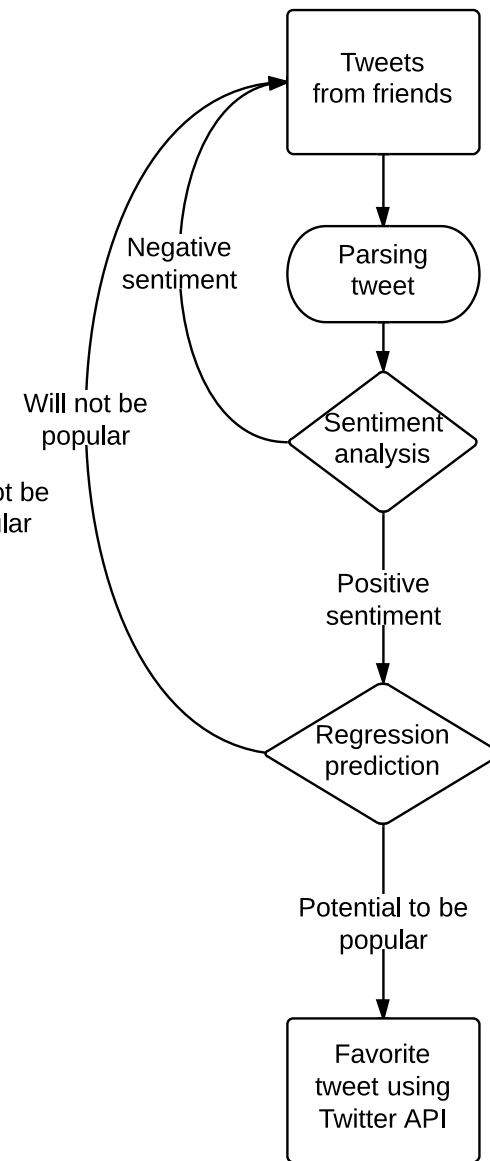 Tweets
from friends
Parsing
tweet
Negative
sentiment
Sentiment
analysis
Will not be
popular
be
Positive
sentiment
Regression
prediction
Potential to be
popular
Favorite
tweet using
Twitter API